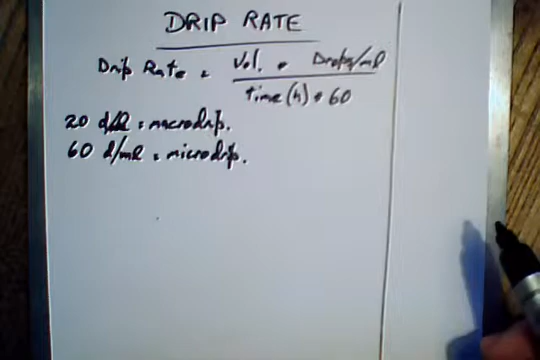 DRIP RATE
Drip Rate = Vol. • Drops/ml
time (h) • 60
20 d/ml = macrodrip.
60 d/ml = microdrip.